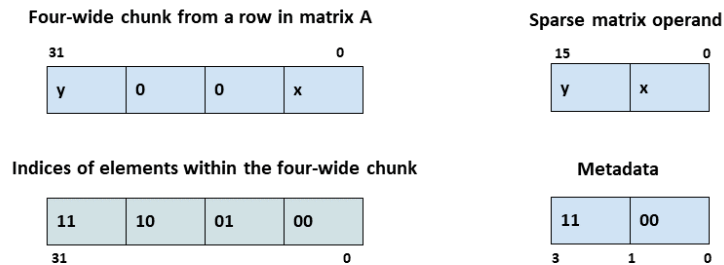 Four-wide chunk from a row in matrix A
31 0
y 0 0 x
Sparse matrix operand
15 0
y x
Indices of elements within the four-wide chunk
11 10 01 00
31 0
Metadata
11 00
3 1 0